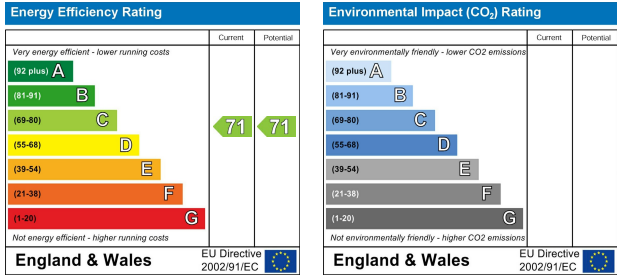 Energy Efficiency Rating
Current Potential
Very energy efficient - lower running costs
(92 plus) A
(81-91) B
(69-80) C
71 71
(55-68) D
(39-54) E
(21-38) F
(1-20) G
Not energy efficient - higher running costs
England & Wales
EU Directive
2002/91/EC
Environmental Impact (CO2) Rating
Current Potential
Very environmentally friendly - lower CO2 emissions
(92 plus) A
(81-91) B
(69-80) C
(55-68) D
(39-54) E
(21-38) F
(1-20) G
Not environmentally friendly - higher CO2 emissions
England & Wales
EU Directive
2002/91/EC